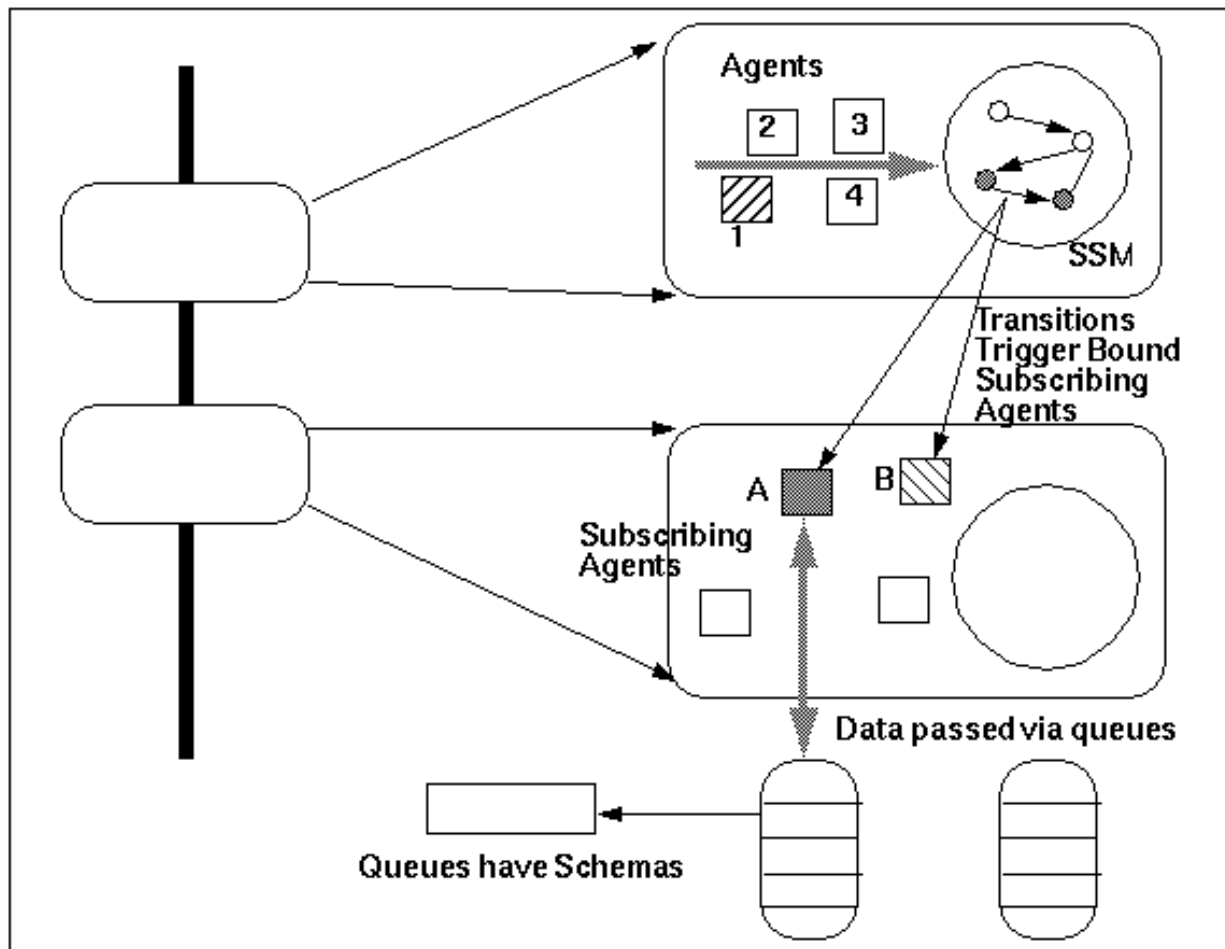 Agents
2
3
1
4
SSM
Transitions
Trigger Bound
Subscribing
Agents
A
B
Subscribing
Agents
Data passed via queues
Queues have Schemas